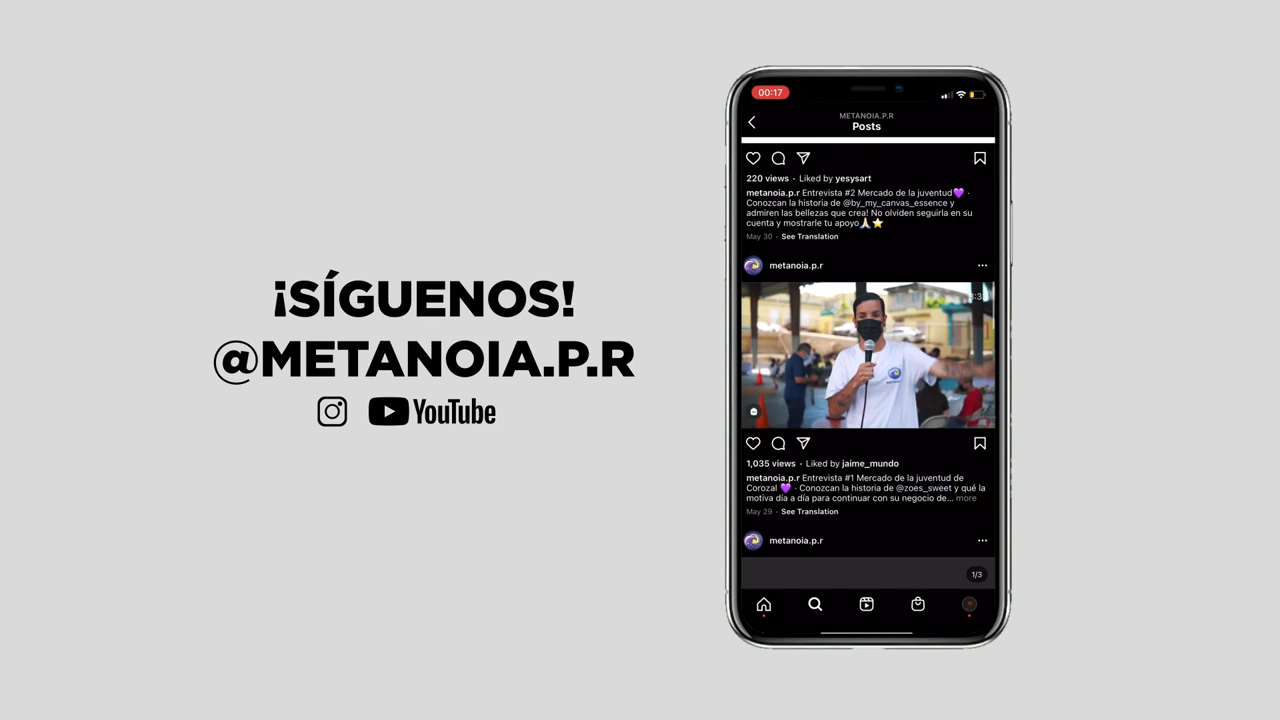 ¡SÍGUENOS!
@METANOIA.P.R
YouTube
00:17
METANOIA.P.R
Posts
220 views · Liked by yesysart
metanoia.p.r Entrevista #2 Mercado de la juventud💜 ·
Conozcan la historia de @by_my_canvas_essence y
admiren las bellezas que crea! No olviden seguirla en su
cuenta y mostrarle tu apoyo🙏🏻⭐
May 30 · See Translation
metanoia.p.r
1,035 views · Liked by jaime_mundo
metanoia.p.r Entrevista #1 Mercado de la juventud de
Corozal 💜 · Conozcan la historia de @zoes_sweet y qué la
motiva día a día para continuar con su negocio de... more
May 29 · See Translation
metanoia.p.r
1/3